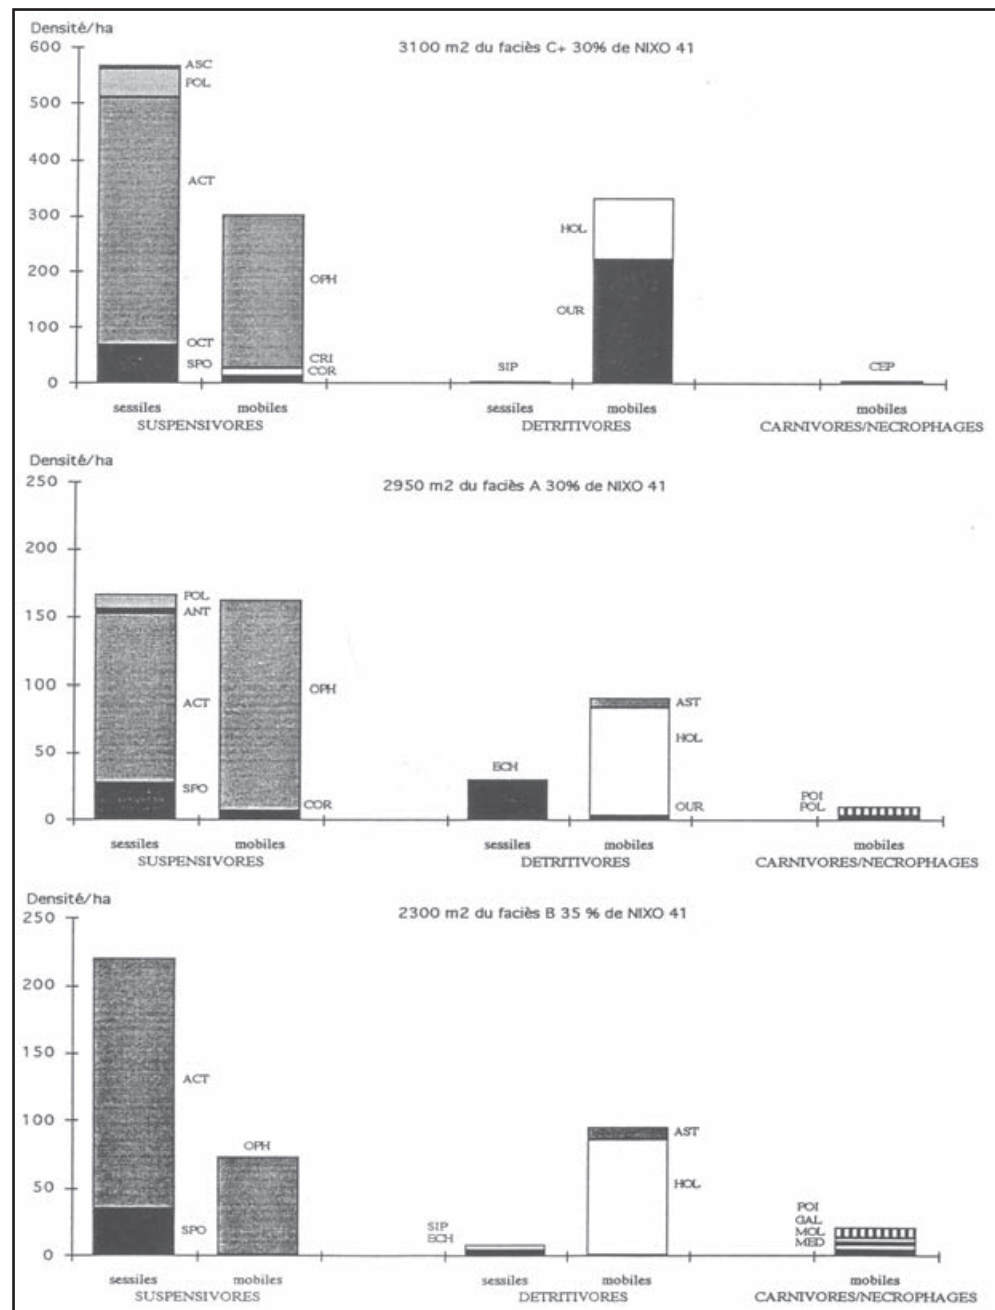 Densité/ha
3100 m2 du faciès C+ 30% de NIXO 41
600
500
400
300
200
100
0
ASC
POL
ACT
OCT
SPO
OPH
CRI
COR
SIP
HOL
OUR
CEP
sessiles mobiles sessiles mobiles mobiles
SUSPENSIVORES DETRITIVORES CARNIVORES/NECROPHAGES
Densité/ha
2950 m2 du faciès A 30% de NIXO 41
250
200
150
100
50
0
POL
ANT
ACT
SPO
OPH
COR
ECH
AST
HOL
OUR
POI
POL
sessiles mobiles sessiles mobiles mobiles
SUSPENSIVORES DETRITIVORES CARNIVORES/NECROPHAGES
Densité/ha
2300 m2 du faciès B 35 % de NIXO 41
250
200
150
100
50
0
ACT
SPO
OPH
SIP
ECH
AST
HOL
POI
GAL
MOL
MED
sessiles mobiles sessiles mobiles mobiles
SUSPENSIVORES DETRITIVORES CARNIVORES/NECROPHAGES